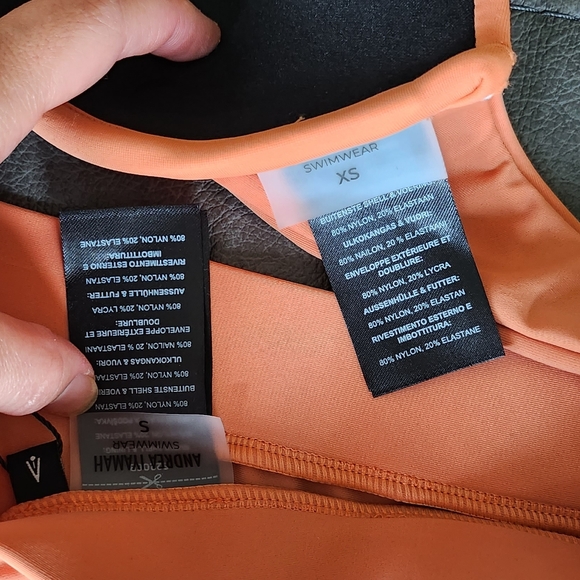 SWIMWEAR
XS
BUITENSTE SHELL &
80% NYLON, 20% ELASTAAN
ULKOKANGAS & VUORI:
80% NAILON, 20 % ELASTAANI
ENVELOPPE EXTÉRIEURE ET
DOUBLURE:
80% NYLON, 20% LYCRA
AUSSENHÜLLE & FUTTER:
80% NYLON, 20% ELASTAN
RIVESTIMENTO ESTERNO E
IMBOTTITURA:
80% NYLON, 20% ELASTANE
ANDREA IYAMAH
SWIMWEAR
S
BUITENSTE SHELL & VOERING
80% NYLON, 20% ELASTAAN
ULKOKANGAS & VUORI:
80% NAILON, 20 % ELASTAANI
ENVELOPPE EXTÉRIEURE ET
DOUBLURE:
80% NYLON, 20% LYCRA
AUSSENHÜLLE & FUTTER:
80% NYLON, 20% ELASTAN
RIVESTIMENTO ESTERNO E
IMBOTTITURA:
80% NYLON, 20% ELASTANE